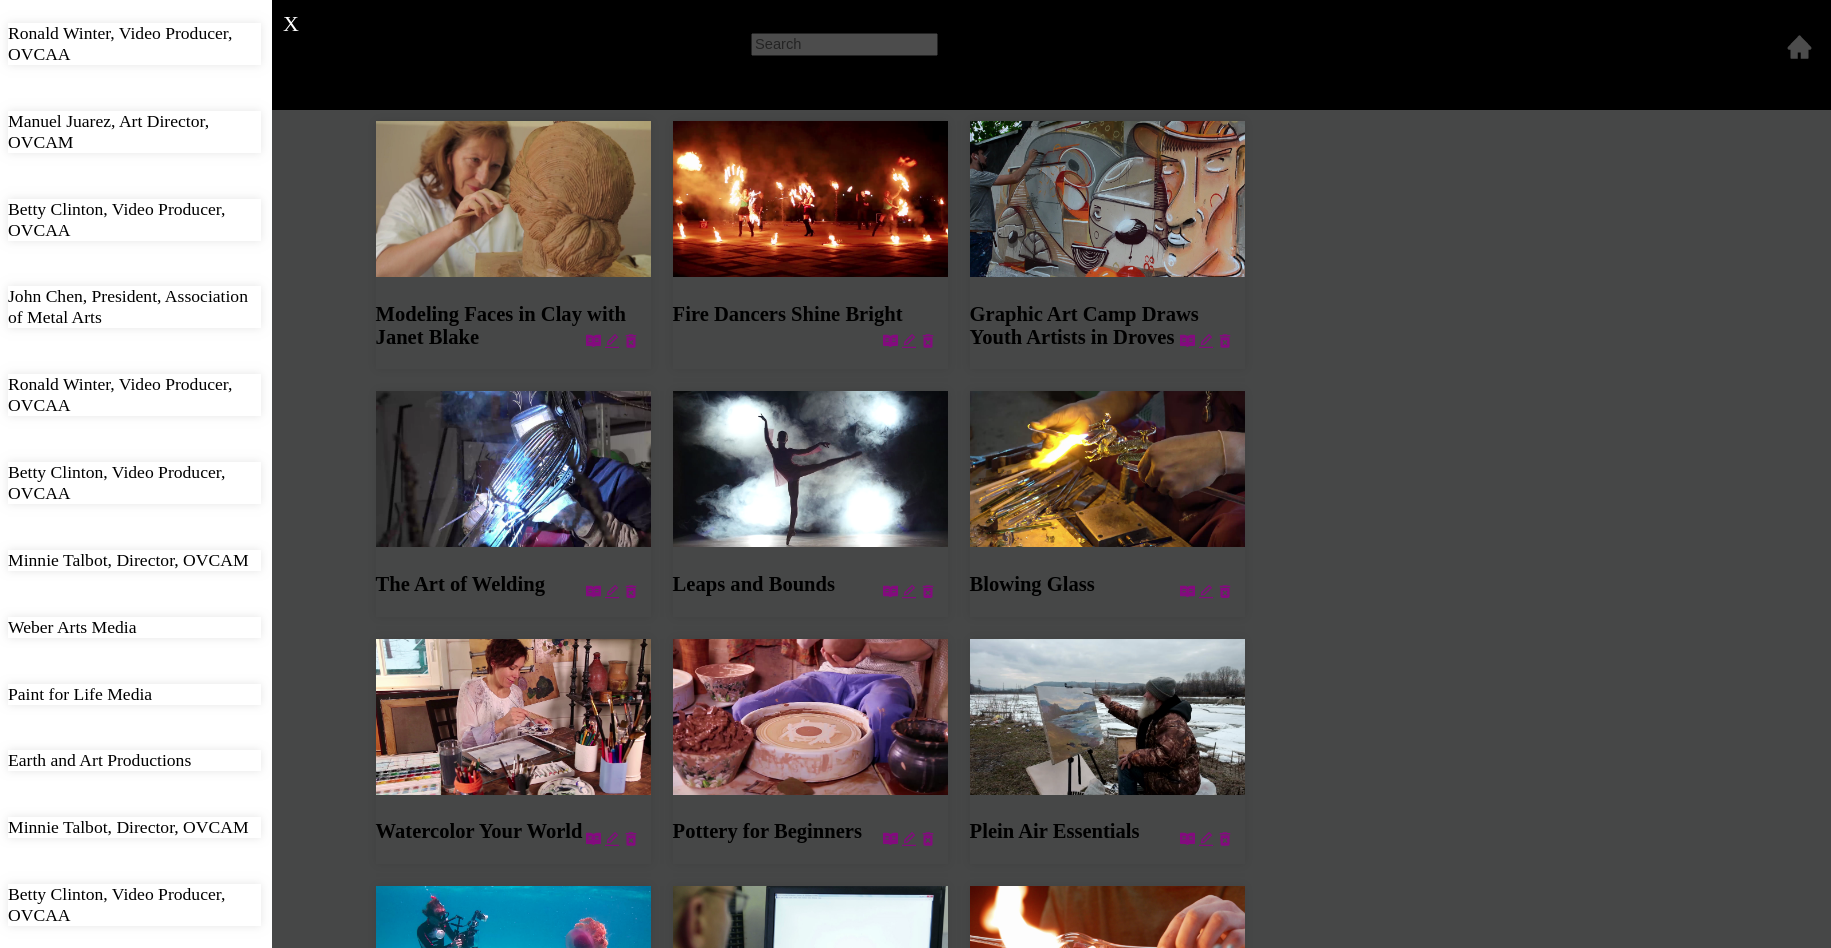 Ronald Winter, Video Producer,
OVCAA
Manuel Juarez, Art Director,
OVCAM
Betty Clinton, Video Producer,
OVCAA
John Chen, President, Association
of Metal Arts
Ronald Winter, Video Producer,
OVCAA
Betty Clinton, Video Producer,
OVCAA
Minnie Talbot, Director, OVCAM
Weber Arts Media
Paint for Life Media
Earth and Art Productions
Minnie Talbot, Director, OVCAM
Betty Clinton, Video Producer,
OVCAA
X
Search
Modeling Faces in Clay with
Janet Blake
Fire Dancers Shine Bright
Graphic Art Camp Draws
Youth Artists in Droves
The Art of Welding
Leaps and Bounds
Blowing Glass
Watercolor Your World
Pottery for Beginners
Plein Air Essentials